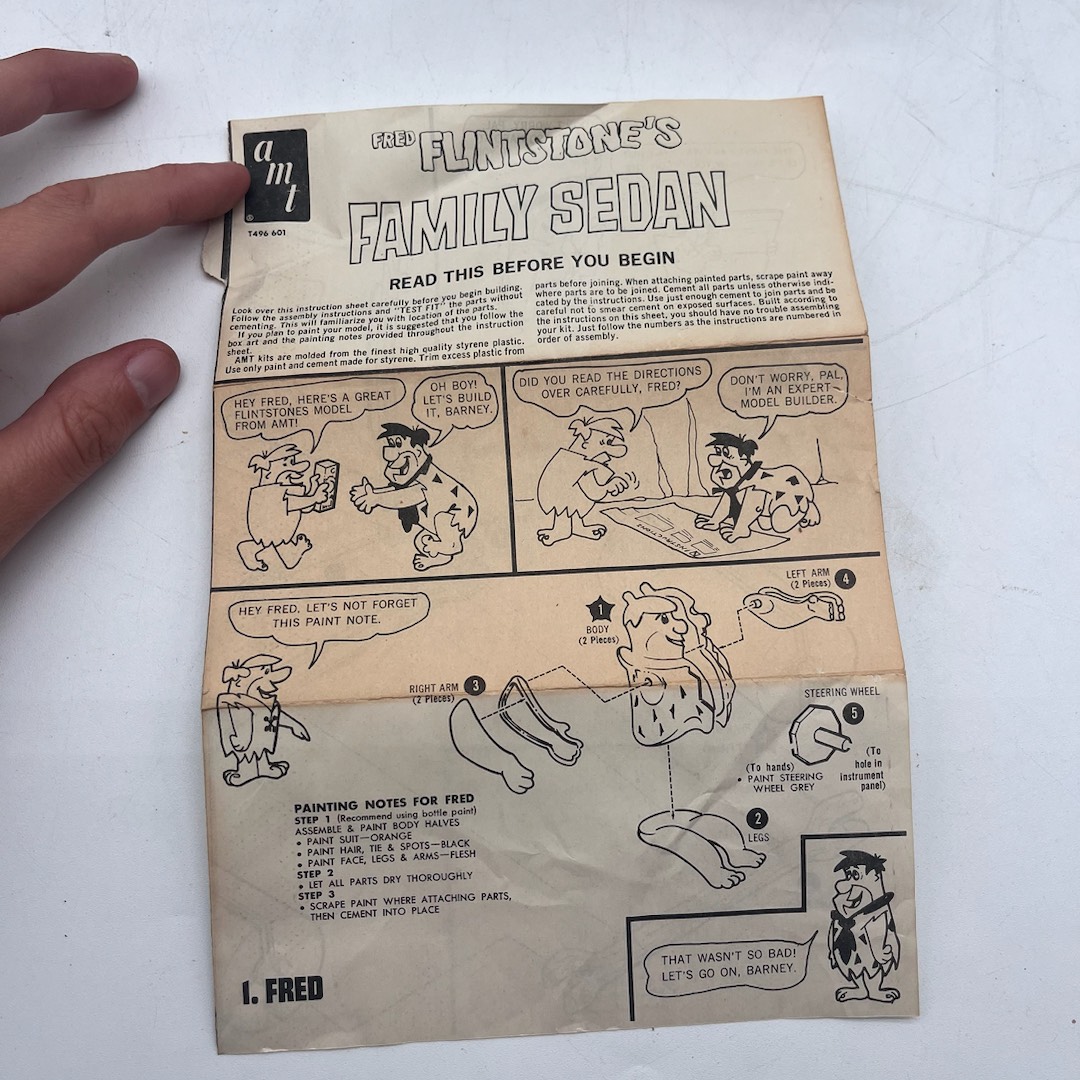 amt
®
T496 601
FRED FLINTSTONE'S
FAMILY SEDAN
READ THIS BEFORE YOU BEGIN
Look over this instruction sheet carefully before you begin building.
Follow the assembly instructions and "TEST FIT" the parts without
cementing. This will familiarize you with location of the parts.
If you plan to paint your model, it is suggested that you follow the
box art and the painting notes provided throughout the instruction
sheet.
AMT kits are molded from the finest high quality styrene plastic.
Use only paint and cement made for styrene. Trim excess plastic from
parts before joining. When attaching painted parts, scrape paint away
where parts are to be joined. Cement all parts unless otherwise indi-
cated by the instructions. Use just enough cement to join parts and be
careful not to smear cement on exposed surfaces. Built according to
the instructions on this sheet, you should have no trouble assembling
your kit. Just follow the numbers as the instructions are numbered in
order of assembly.
HEY FRED, HERE'S A GREAT
FLINTSTONES MODEL
FROM AMT!
OH BOY!
LET'S BUILD
IT, BARNEY.
DID YOU READ THE DIRECTIONS
OVER CAREFULLY, FRED?
DON'T WORRY, PAL,
I'M AN EXPERT
MODEL BUILDER.
INSTRUCTIONS
HEY FRED, LET'S NOT FORGET
THIS PAINT NOTE.
1
BODY
(2 Pieces)
LEFT ARM
(2 Pieces)
4
RIGHT ARM
(2 Pieces)
3
STEERING WHEEL
5
(To hands)
• PAINT STEERING
WHEEL GREY
(To
hole in
instrument
panel)
2
LEGS
PAINTING NOTES FOR FRED
STEP 1 (Recommend using bottle paint)
ASSEMBLE & PAINT BODY HALVES
• PAINT SUIT—ORANGE
• PAINT HAIR, TIE & SPOTS—BLACK
• PAINT FACE, LEGS & ARMS—FLESH
STEP 2
• LET ALL PARTS DRY THOROUGHLY
STEP 3
• SCRAPE PAINT WHERE ATTACHING PARTS,
THEN CEMENT INTO PLACE
THAT WASN'T SO BAD!
LET'S GO ON, BARNEY.
1. FRED